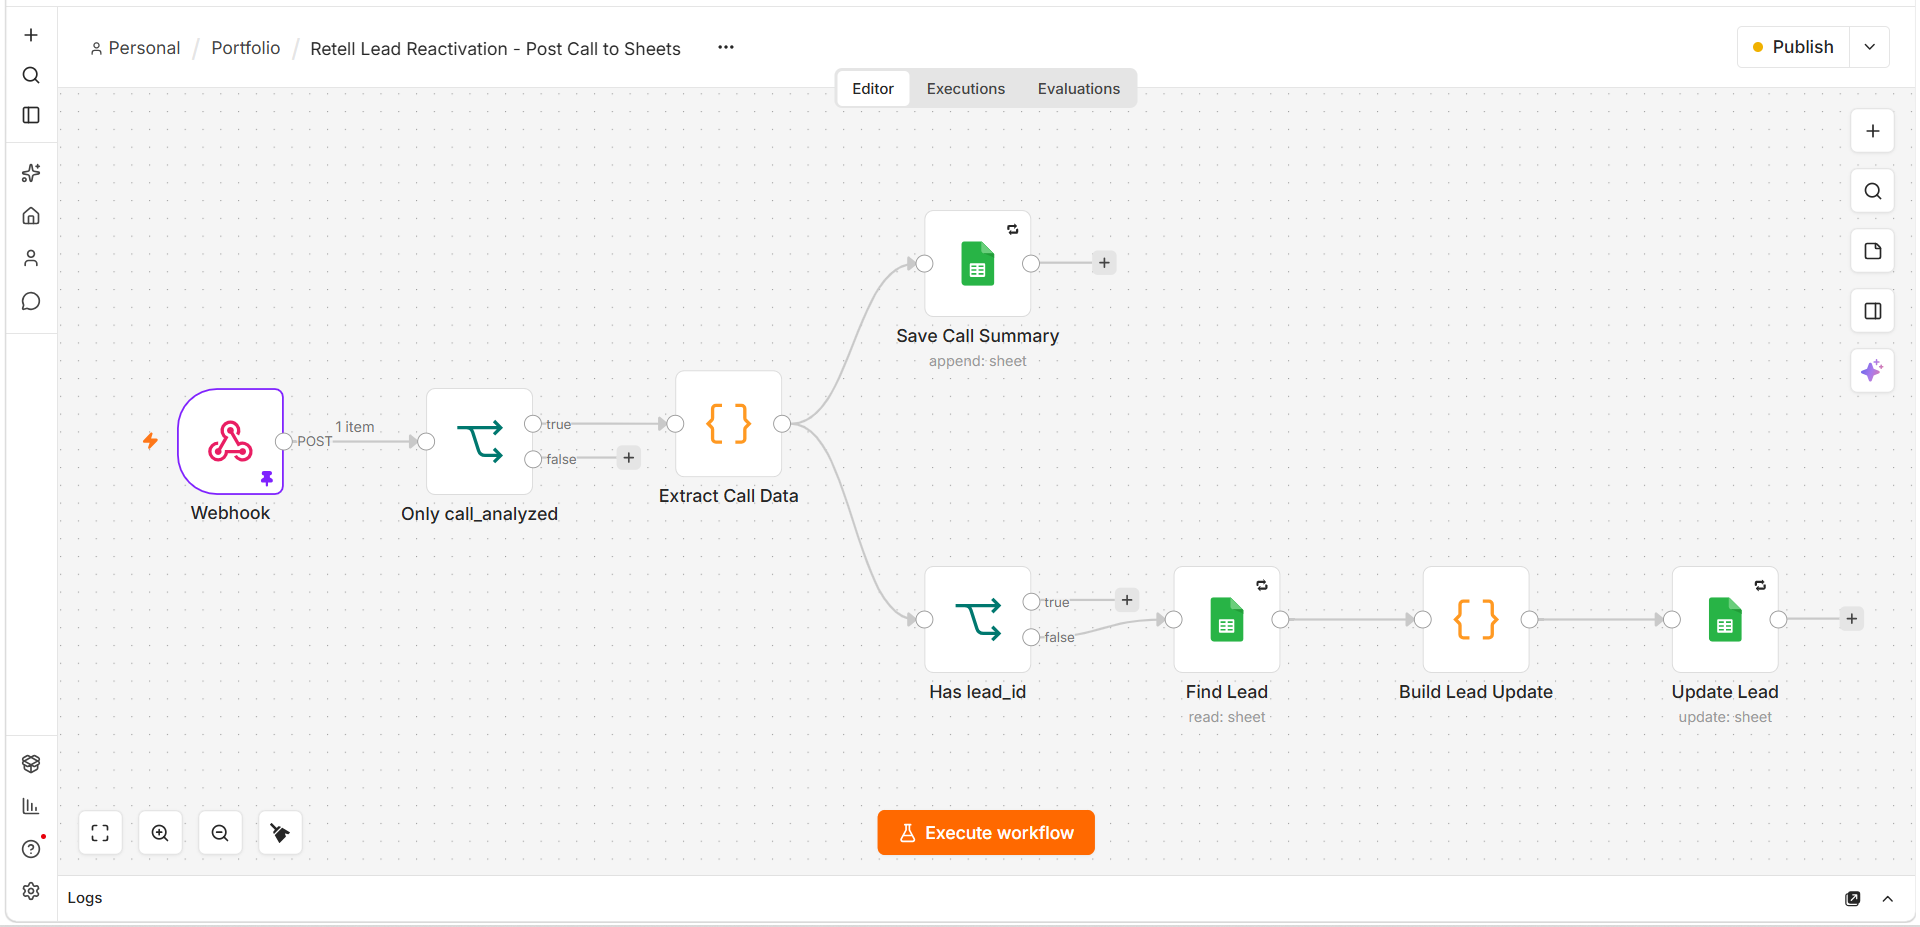 Personal / Portfolio / Retell Lead Reactivation - Post Call to Sheets ...
Publish
Editor Executions Evaluations
Save Call Summary
append: sheet
1 item
POST
true
false
Webhook
Only call_analyzed
Extract Call Data
true
false
Has lead_id
Find Lead
read: sheet
Build Lead Update
Update Lead
update: sheet
Execute workflow
Logs